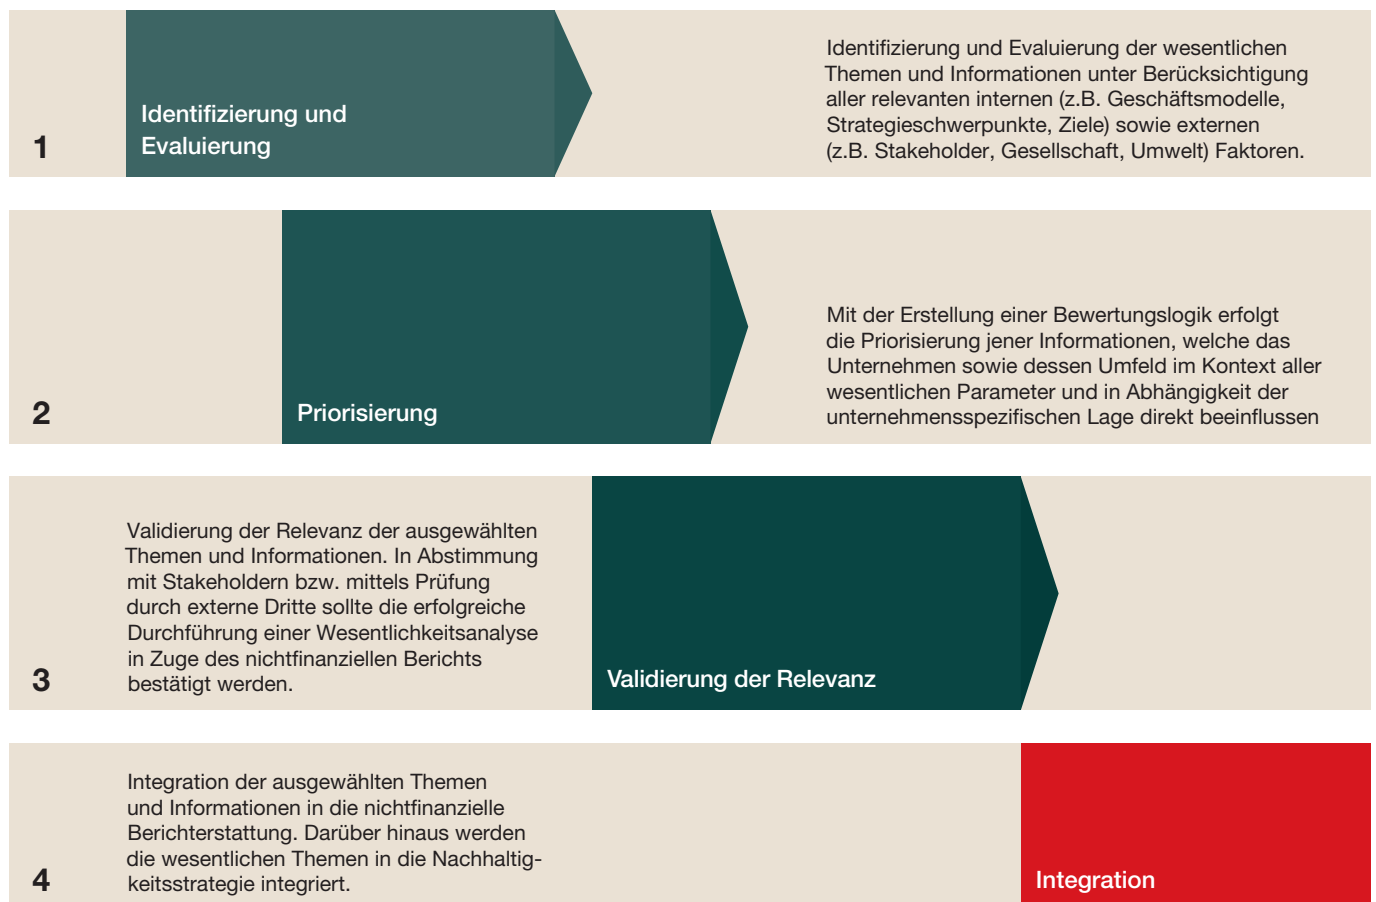 1
Identifizierung und
Evaluierung
Identifizierung und Evaluierung der wesentlichen
Themen und Informationen unter Berücksichtigung
aller relevanten internen (z.B. Geschäftsmodelle,
Strategieschwerpunkte, Ziele) sowie externen
(z.B. Stakeholder, Gesellschaft, Umwelt) Faktoren.
2
Priorisierung
Mit der Erstellung einer Bewertungslogik erfolgt
die Priorisierung jener Informationen, welche das
Unternehmen sowie dessen Umfeld im Kontext aller
wesentlichen Parameter und in Abhängigkeit der
unternehmensspezifischen Lage direkt beeinflussen
3
Validierung der Relevanz der ausgewählten
Themen und Informationen. In Abstimmung
mit Stakeholdern bzw. mittels Prüfung
durch externe Dritte sollte die erfolgreiche
Durchführung einer Wesentlichkeitsanalyse
in Zuge des nichtfinanziellen Berichts
bestätigt werden.
Validierung der Relevanz
4
Integration der ausgewählten Themen
und Informationen in die nichtfinanzielle
Berichterstattung. Darüber hinaus werden
die wesentlichen Themen in die Nachhaltig-
keitsstrategie integriert.
Integration